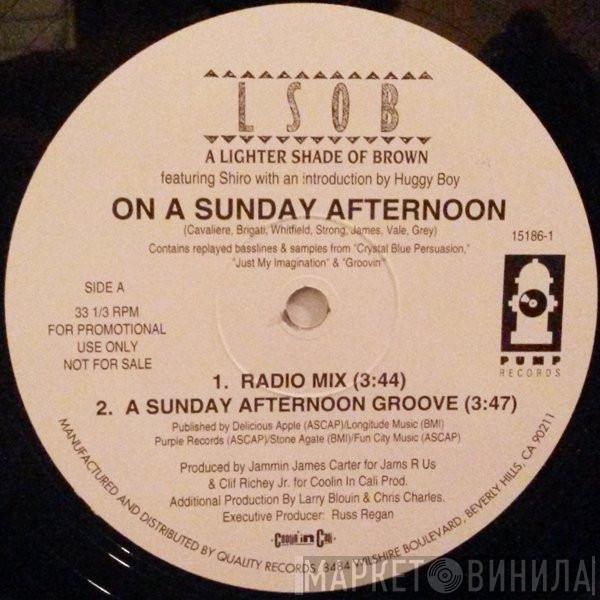 LSOB
A LIGHTER SHADE OF BROWN
featuring Shiro with an introduction by Huggy Boy
ON A SUNDAY AFTERNOON
(Cavaliere, Brigati, Whitfield, Strong, James, Vale, Grey)
Contains replayed basslines & samples from "Crystal Blue Persuasion,"
"Just My Imagination" & "Groovin"
15186-1
SIDE A
33 1/3 RPM
FOR PROMOTIONAL
USE ONLY
NOT FOR SALE
PUMP
RECORDS
1. RADIO MIX (3:44)
2. A SUNDAY AFTERNOON GROOVE (3:47)
Published by Delicious Apple (ASCAP)/Longitude Music (BMI)
Purple Records (ASCAP)/Stone Agate (BMI)/Fun City Music (ASCAP)
Produced by Jammin James Carter for Jams R Us
& Clif Richey Jr. for Coolin In Cali Prod.
Additional Production By Larry Blouin & Chris Charles.
Executive Producer: Russ Regan
Coolin' in Cali
MANUFACTURED AND DISTRIBUTED BY QUALITY RECORDS, 8484 WILSHIRE BOULEVARD, BEVERLY HILLS, CA 90211
МАРКЕТ ВИНИЛА